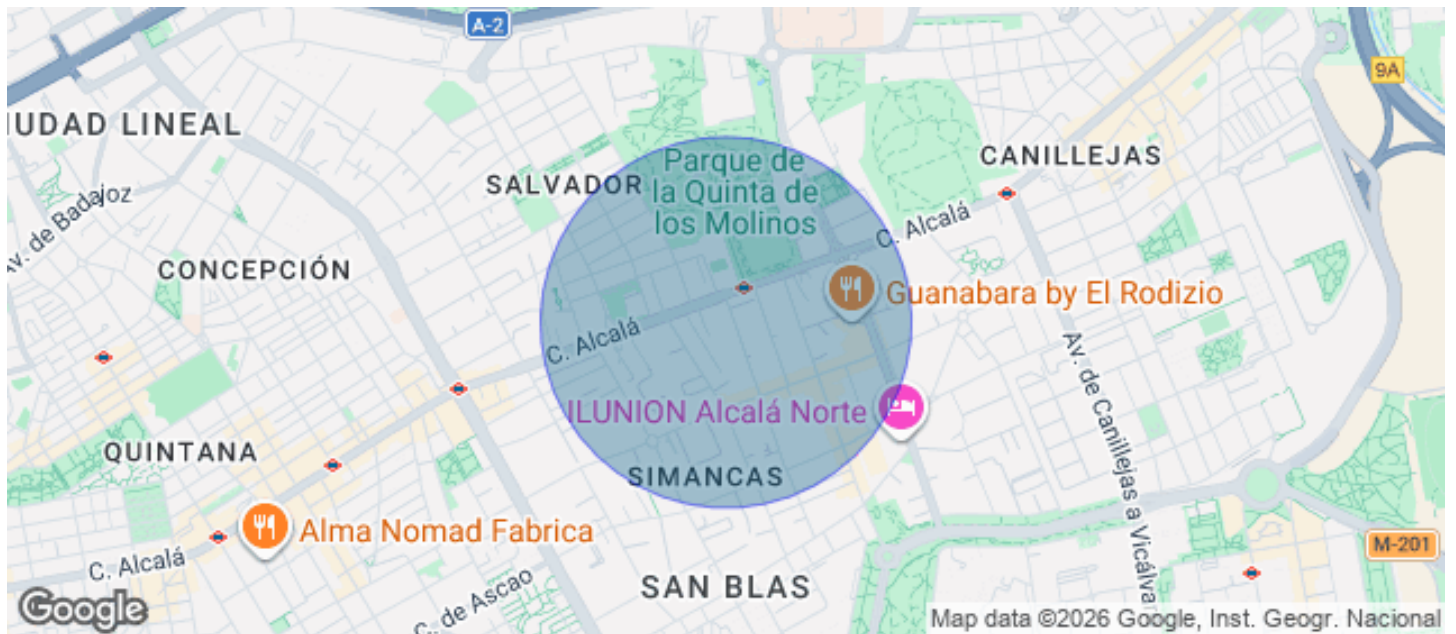 A-2
9A
IUDAD LINEAL
CANILLEJAS
Parque de
la Quinta de
los Molinos
SALVADOR
Av. de Badajoz
C. Alcalá
CONCEPCIÓN
Guanabara by El Rodizio
C. Alcalá
Av. de Canillejas a Vicálva
ILUNION Alcalá Norte
QUINTANA
SIMANCAS
Alma Nomad Fabrica
M-201
C. Alcalá
SAN BLAS
C. de Ascao
Google
Map data ©2026 Google, Inst. Geogr. Nacional